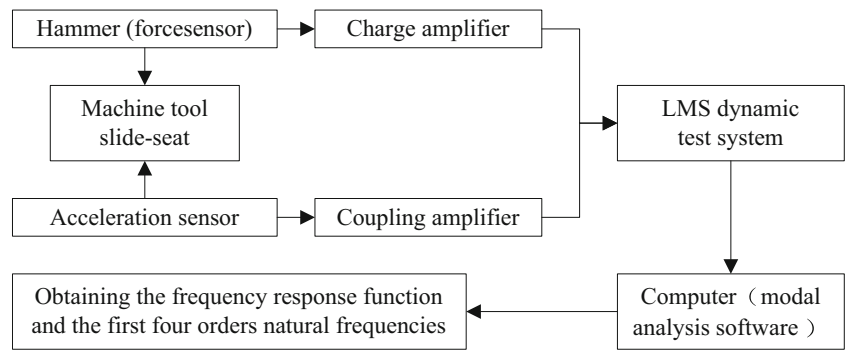 Hammer (forcesensor)
Charge amplifier
Machine tool
slide-seat
LMS dynamic
test system
Acceleration sensor
Coupling amplifier
Obtaining the frequency response function
and the first four orders natural frequencies
Computer（modal
analysis software）